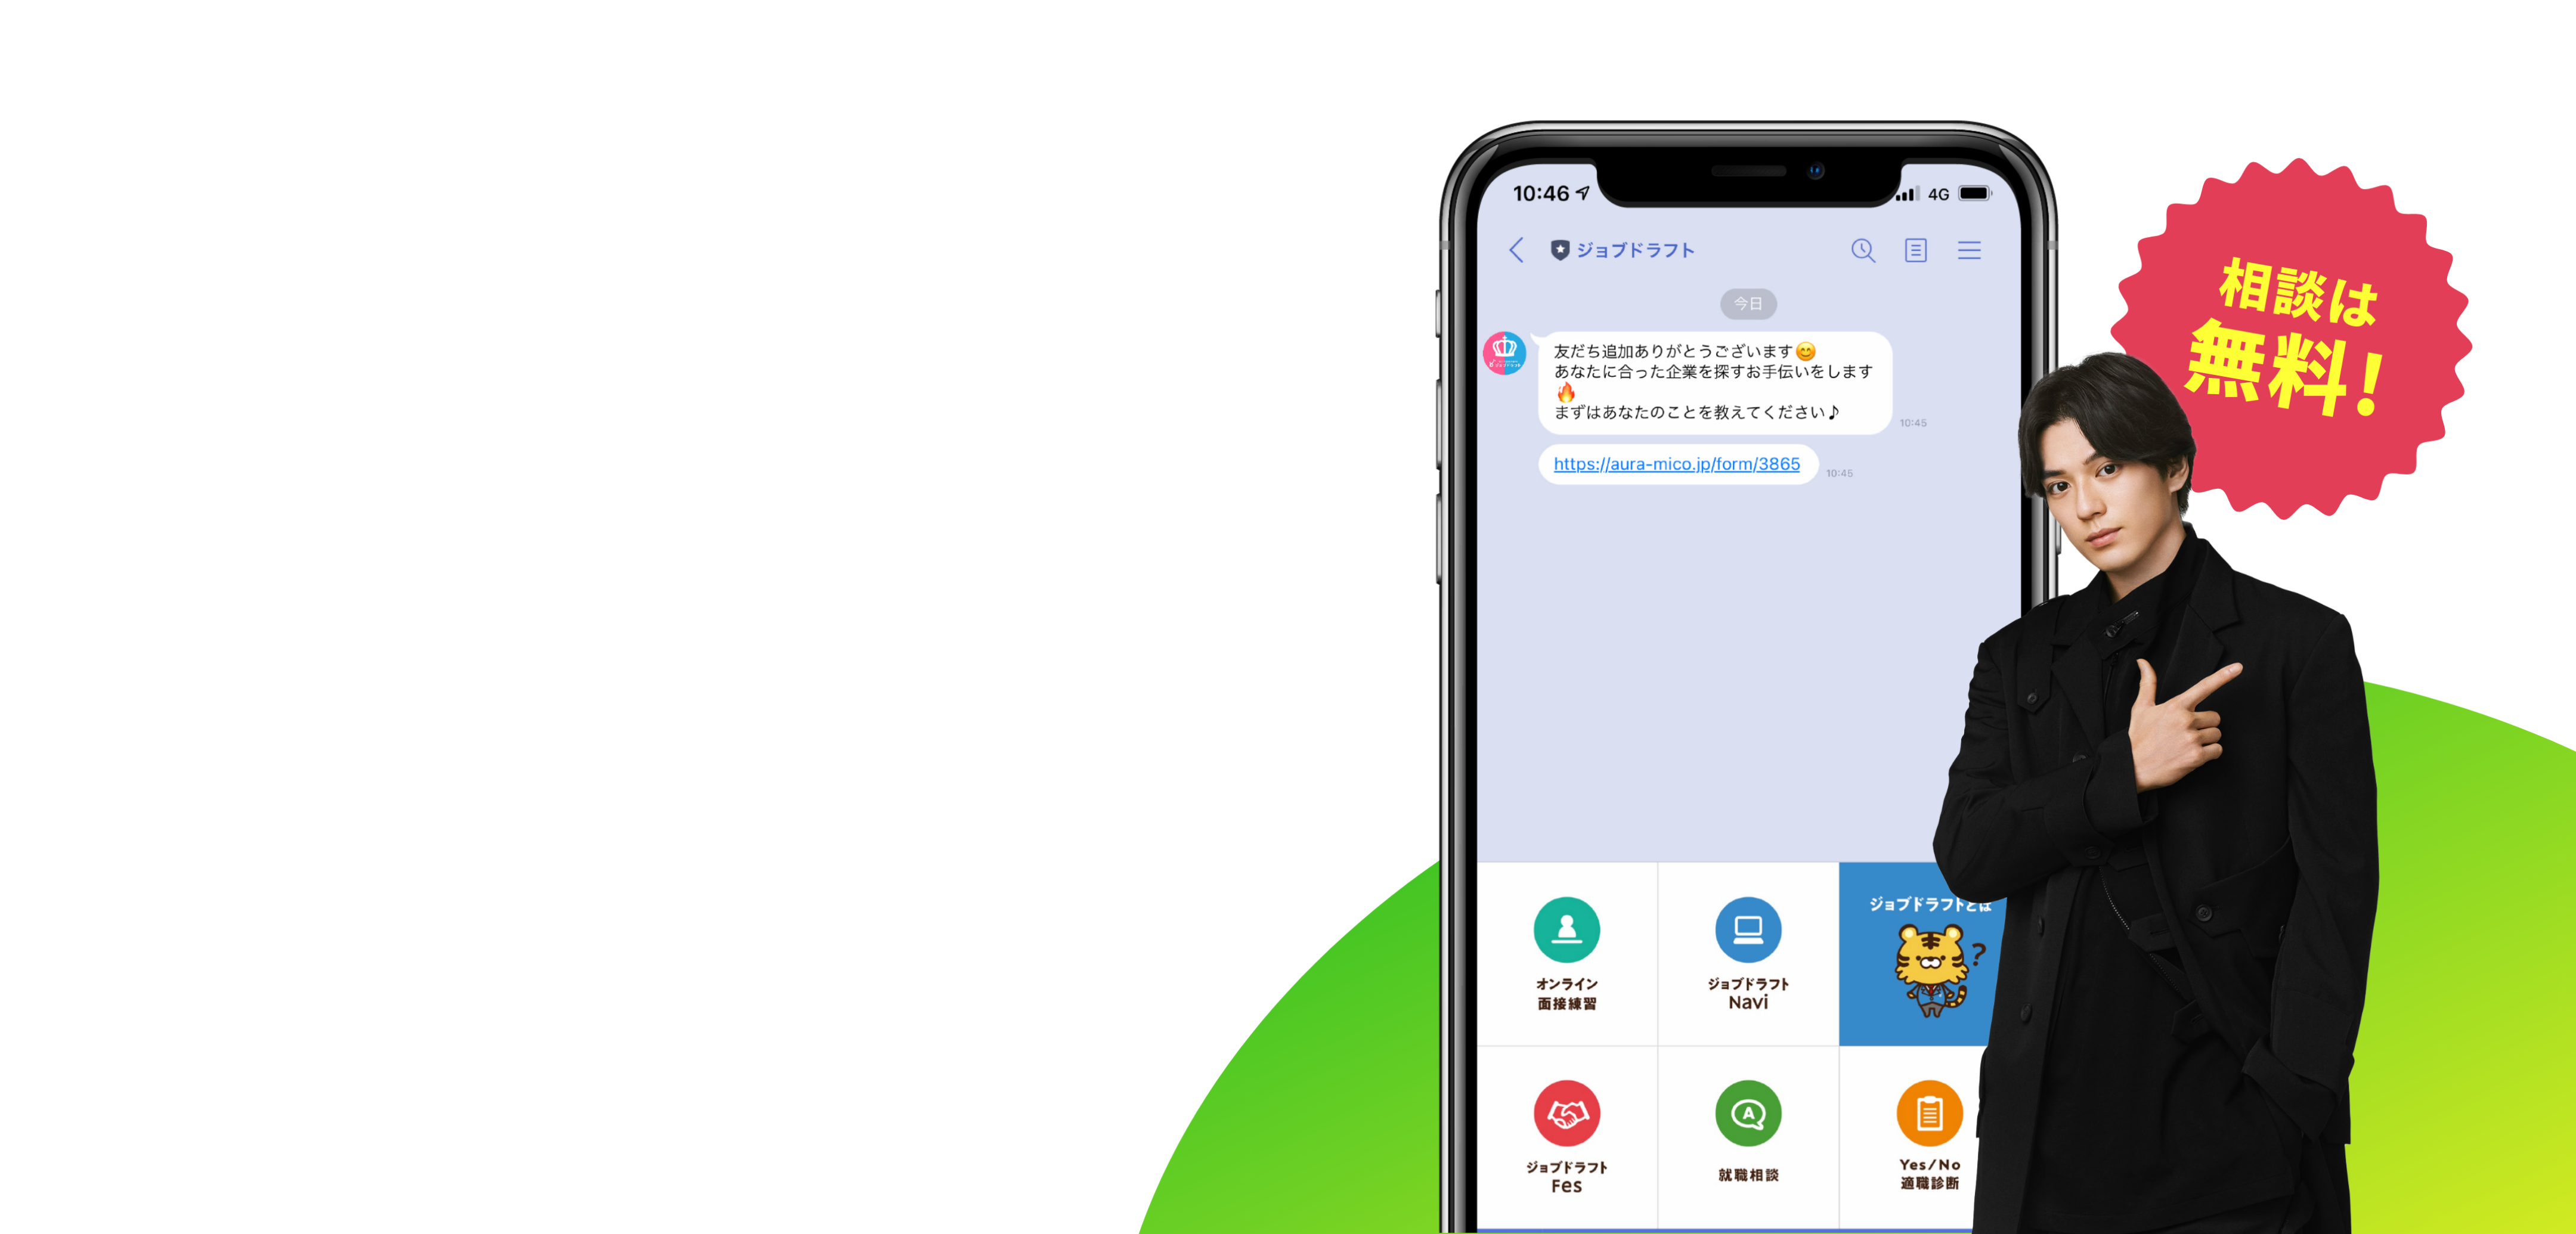 10:46
4G
ジョブドラフト
今日
友だち追加ありがとうございます😊
あなたに合った企業を探すお手伝いをします
🔥
まずはあなたのことを教えてください♪
10:45
https://aura-mico.jp/form/3865
10:45
相談は
無料!
オンライン
面接練習
ジョブドラフト
Navi
ジョブドラフトとは
?
ジョブドラフト
Fes
A
就職相談
Yes/No
適職診断